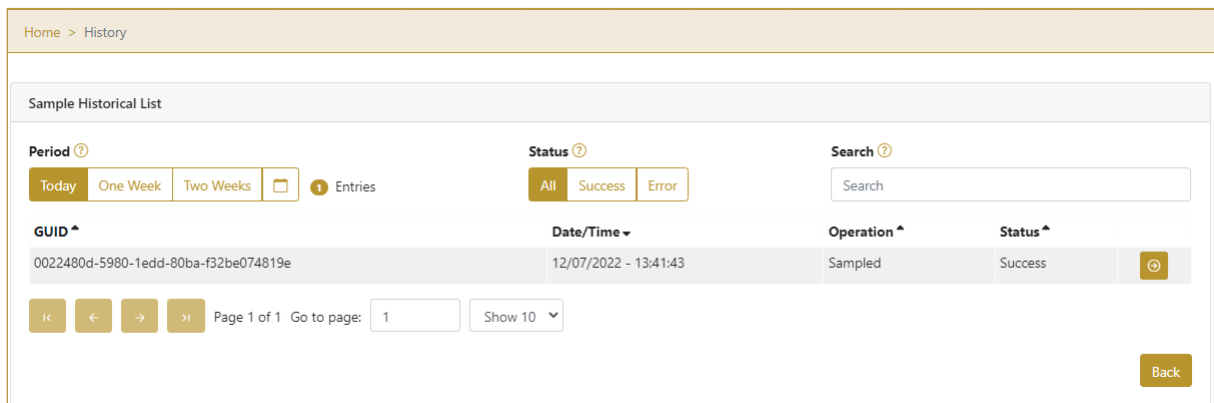 Home > History
Sample Historical List
Period Status Search
Today One Week Two Weeks 1 Entries All Success Error Search
GUID Date/Time Operation Status
0022480d-5980-1edd-80ba-f32be074819e 12/07/2022 - 13:41:43 Sampled Success
Page 1 of 1 Go to page: 1 Show 10
Back